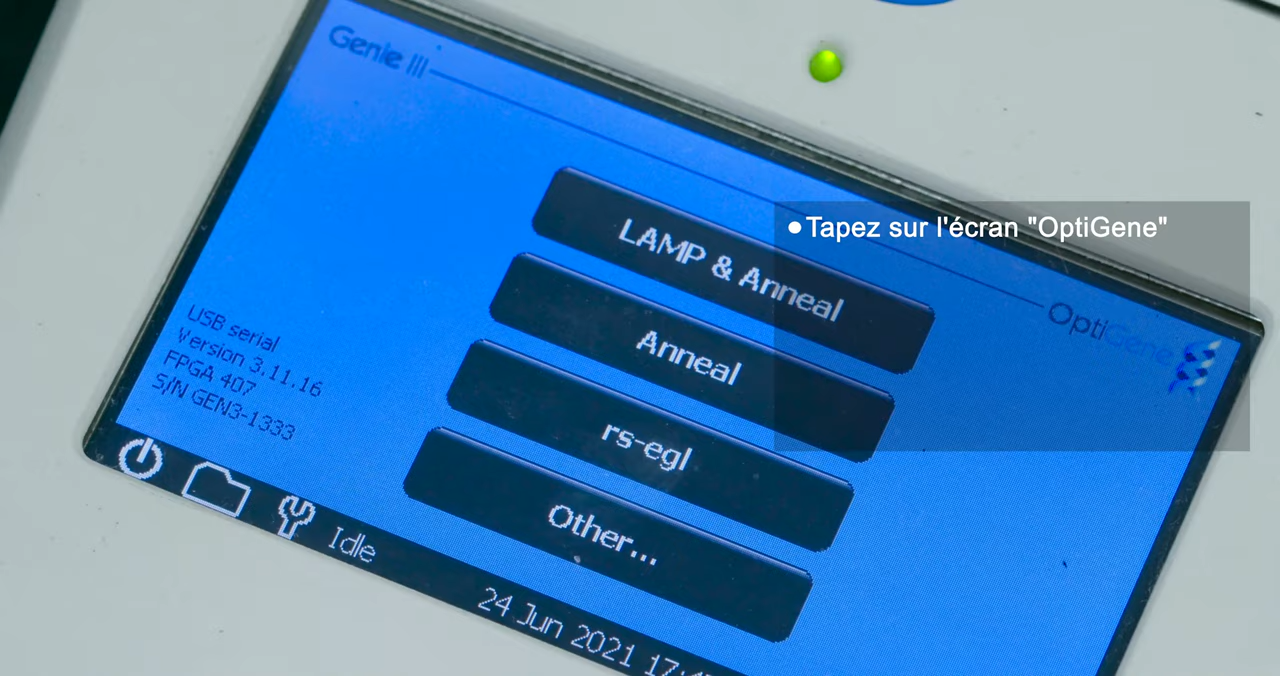 Genie III
● Tapez sur l'écran "OptiGene"
LAMP & Anneal
OptiGene
Anneal
USB serial
Version 3.11.16
FPGA 407
S/N GEN3-1333
rs-egl
Other...
Idle
24 Jun 2021